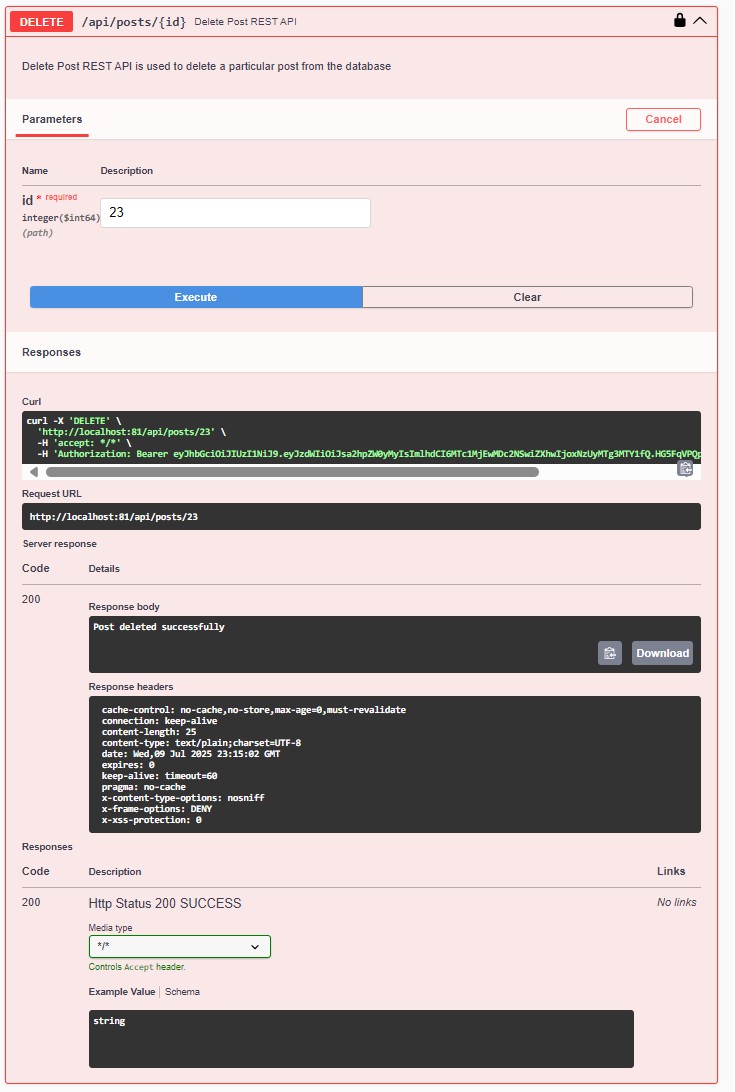 DELETE /api/posts/{id} Delete Post REST API
Delete Post REST API is used to delete a particular post from the database
Parameters Cancel
Name Description
id * required
integer($int64)
(path)
23
Execute Clear
Responses
Curl
curl -X 'DELETE' \
'http://localhost:81/api/posts/23' \
-H 'accept: */*' \
-H 'Authorization: Bearer
Request URL
http://localhost:81/api/posts/23
Server response
Code Details
200
Response body
Post deleted successfully
Download
Response headers
cache-control: no-cache,no-store,max-age=0,must-revalidate
connection: keep-alive
content-length: 25
content-type: text/plain;charset=UTF-8
date: Wed,09 Jul 2025 23:15:02 GMT
expires: 0
keep-alive: timeout=60
pragma: no-cache
x-content-type-options: nosniff
x-frame-options: DENY
x-xss-protection: 0
Responses
Code Description Links
200 Http Status 200 SUCCESS No links
Media type
*/*
Controls Accept header.
Example Value Schema
string